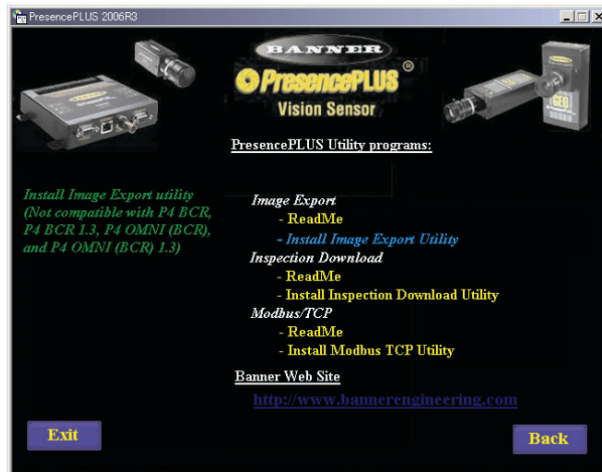 PresencePLUS 2006R3
BANNER
PresencePLUS®
Vision Sensor
PresencePLUS Utility programs:
Install Image Export utility
(Not compatible with P4 BCR,
P4 BCR 1.3, P4 OMNI (BCR),
and P4 OMNI (BCR) 1.3)
Image Export
- ReadMe
- Install Image Export Utility
Inspection Download
- ReadMe
- Install Inspection Download Utility
Modbus/TCP
- ReadMe
- Install Modbus TCP Utility
Banner Web Site
http://www.bannerengineering.com
Exit
Back